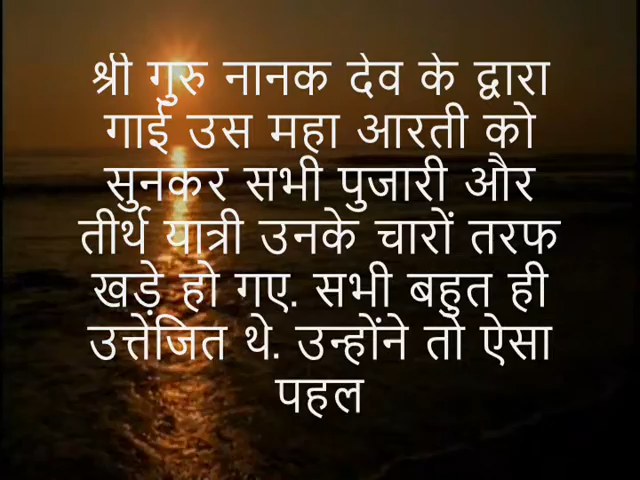 श्री गुरु नानक देव के द्वारा
गाई उस महा आरती को
सुनकर सभी पुजारी और
तीर्थ यात्री उनके चारों तरफ
खड़े हो गए. सभी बहुत ही
उत्तेजित थे. उन्होंने तो ऐसा
पहल